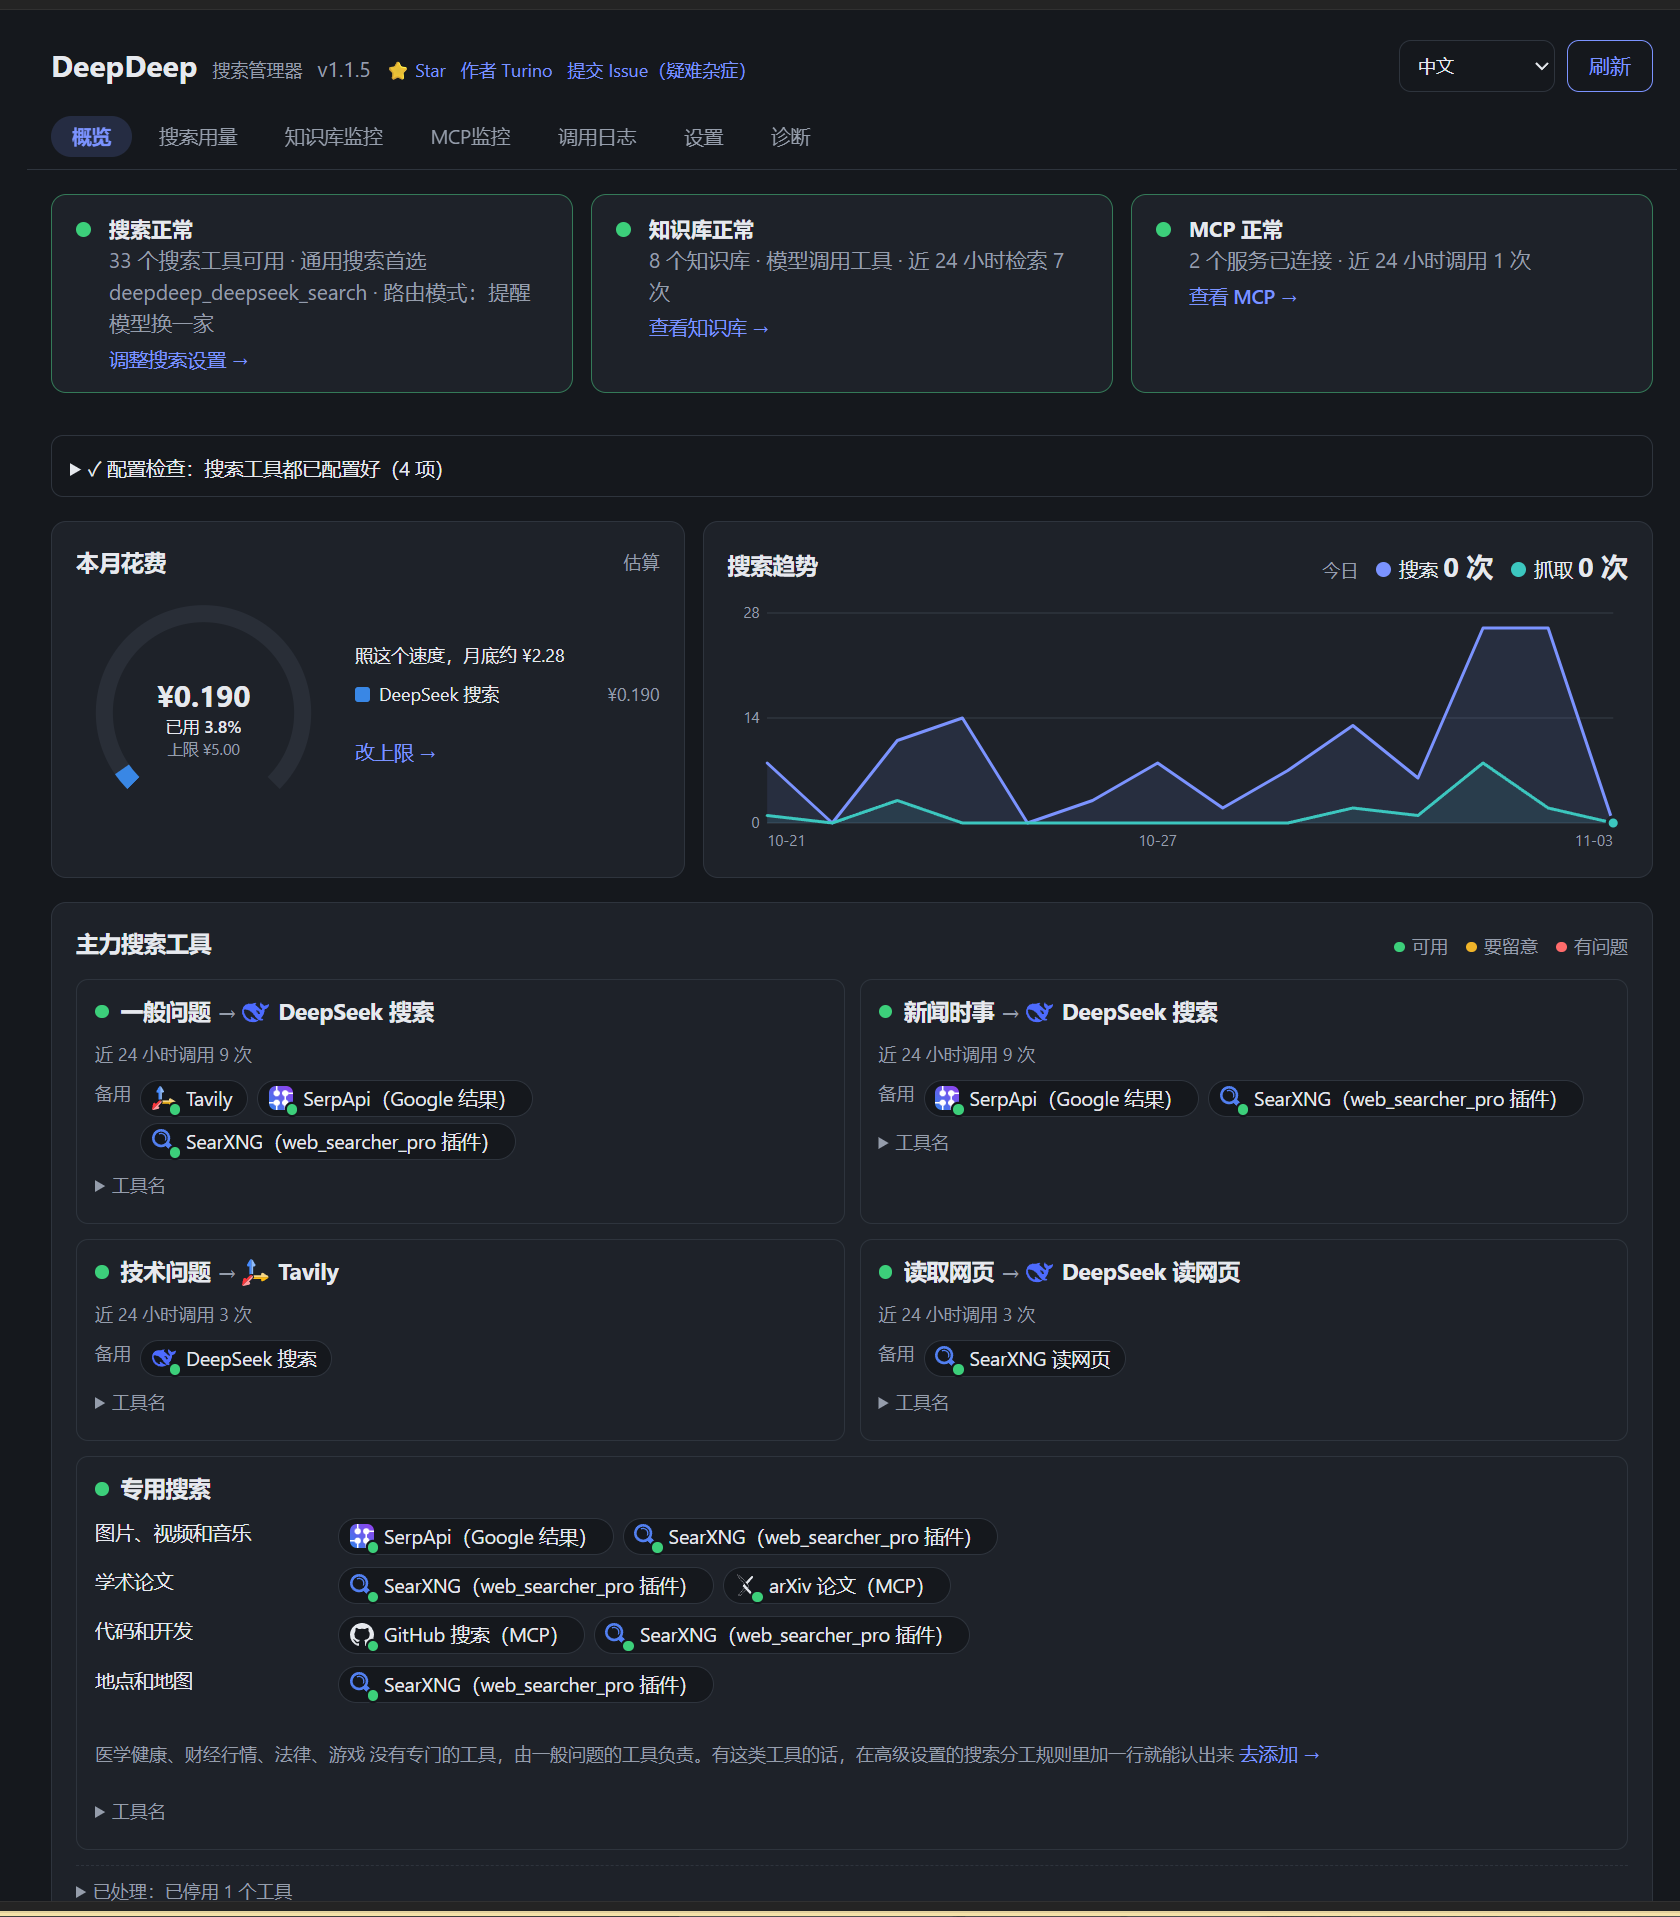 DeepDeep 搜索管理器 v1.1.5 Star 作者 Turino 提交 Issue（疑难杂症） 中文 刷新
概览 搜索用量 知识库监控 MCP监控 调用日志 设置 诊断
搜索正常
33 个搜索工具可用 · 通用搜索首选
deepdeep_deepseek_search · 路由模式：提醒
模型换一家
调整搜索设置 →
知识库正常
8 个知识库 · 模型调用工具 · 近 24 小时检索 7
次
查看知识库 →
MCP 正常
2 个服务已连接 · 近 24 小时调用 1 次
查看 MCP →
▶ ✓ 配置检查：搜索工具都已配置好（4 项）
本月花费 估算
¥0.190
已用 3.8%
上限 ¥5.00
照这个速度，月底约 ¥2.28
DeepSeek 搜索 ¥0.190
改上限 →
搜索趋势 今日 搜索 0 次 抓取 0 次
28
14
0
10-21 10-27 11-03
主力搜索工具 可用 要留意 有问题
一般问题 → DeepSeek 搜索
近 24 小时调用 9 次
备用 Tavily SerpApi（Google 结果）
SearXNG（web_searcher_pro 插件）
▶ 工具名
新闻时事 → DeepSeek 搜索
近 24 小时调用 9 次
备用 SerpApi（Google 结果） SearXNG（web_searcher_pro 插件）
▶ 工具名
技术问题 → Tavily
近 24 小时调用 3 次
备用 DeepSeek 搜索
▶ 工具名
读取网页 → DeepSeek 读网页
近 24 小时调用 3 次
备用 SearXNG 读网页
▶ 工具名
专用搜索
图片、视频和音乐 SerpApi（Google 结果） SearXNG（web_searcher_pro 插件）
学术论文 SearXNG（web_searcher_pro 插件） arXiv 论文（MCP）
代码和开发 GitHub 搜索（MCP） SearXNG（web_searcher_pro 插件）
地点和地图 SearXNG（web_searcher_pro 插件）
医学健康、财经行情、法律、游戏 没有专门的工具，由一般问题的工具负责。有这类工具的话，在高级设置的搜索分工规则里加一行就能认出来 去添加 →
▶ 工具名
▶ 已处理：已停用 1 个工具